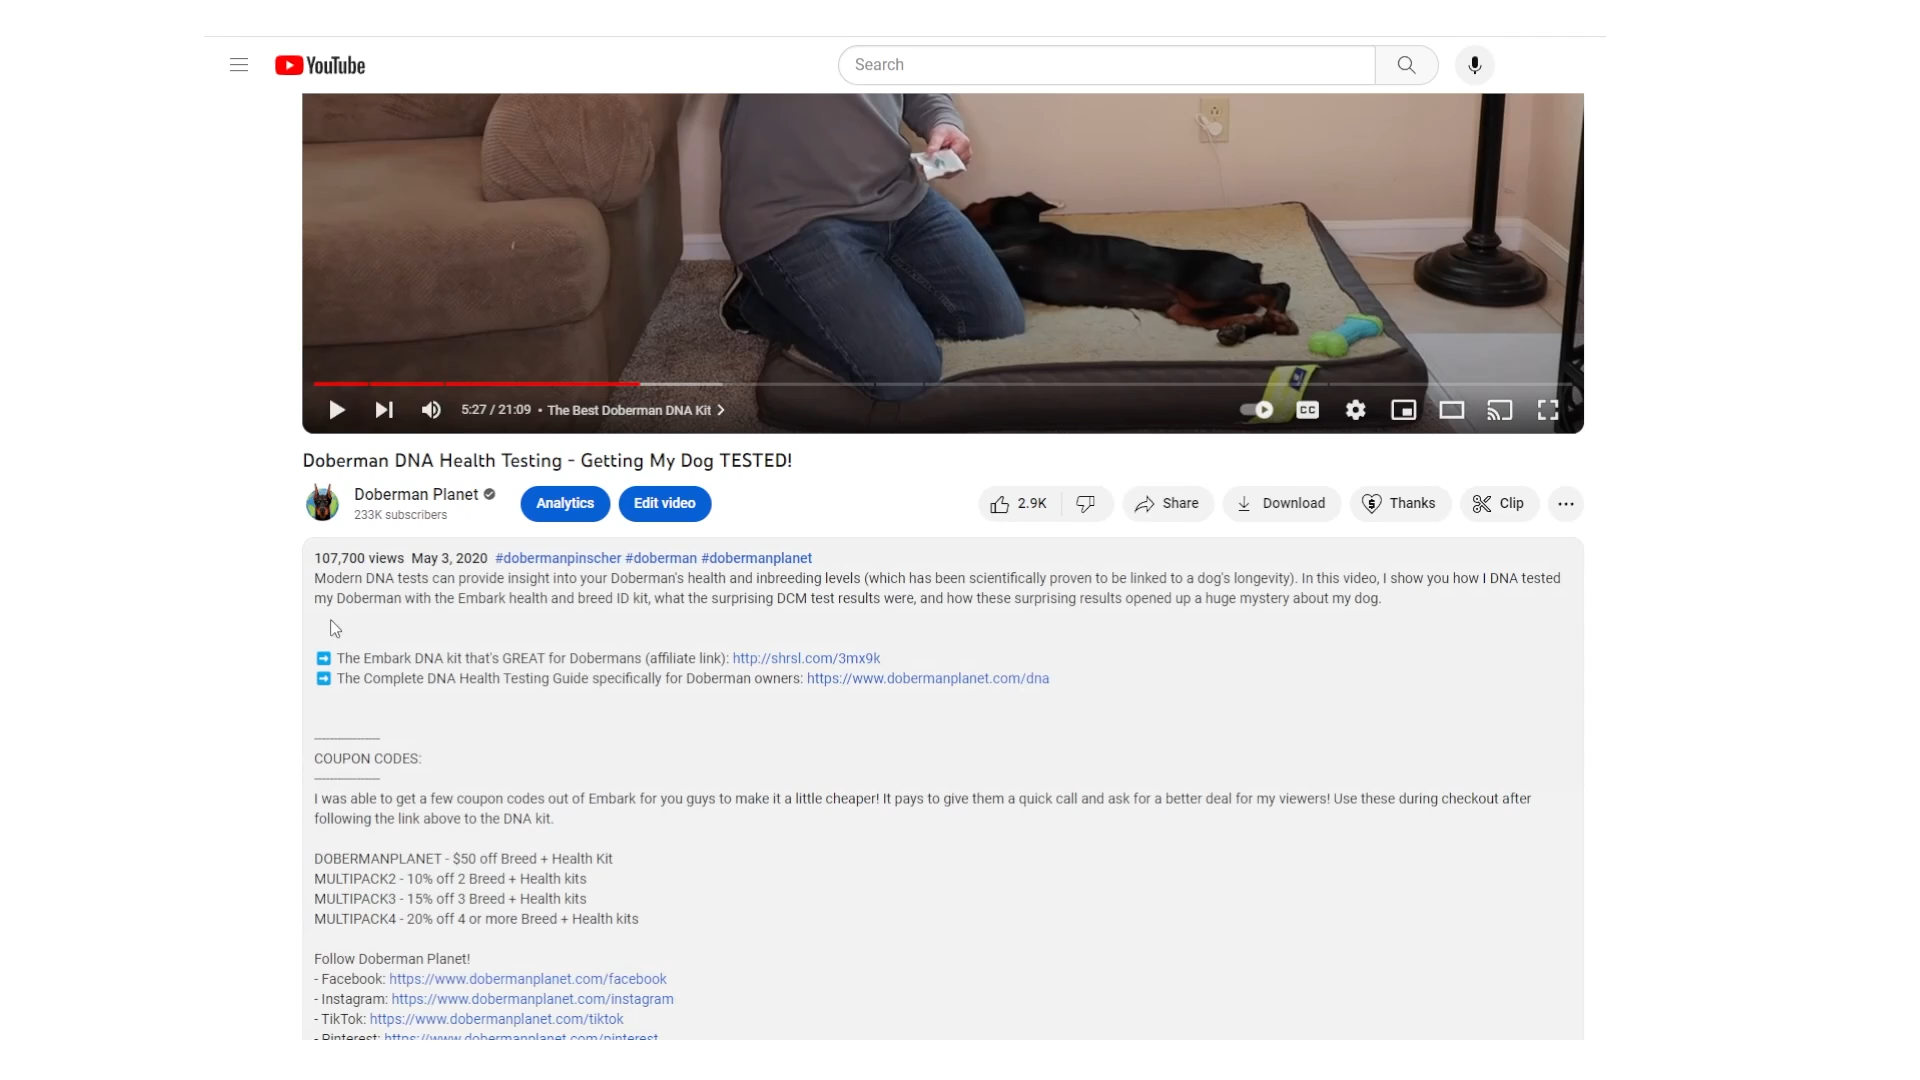 YouTube
Search
5:27 / 21:09 • The Best Doberman DNA Kit
CC
Doberman DNA Health Testing - Getting My Dog TESTED!
Doberman Planet
233K subscribers
Analytics
Edit video
2.9K
Share
Download
Thanks
Clip
107,700 views May 3, 2020 #dobermanpinscher #doberman #dobermanplanet
Modern DNA tests can provide insight into your Doberman's health and inbreeding levels (which has been scientifically proven to be linked to a dog's longevity). In this video, I show you how I DNA tested
my Doberman with the Embark health and breed ID kit, what the surprising DCM test results were, and how these surprising results opened up a huge mystery about my dog.
➡ The Embark DNA kit that's GREAT for Dobermans (affiliate link): http://shrsl.com/3mx9k
➡ The Complete DNA Health Testing Guide specifically for Doberman owners: https://www.dobermanplanet.com/dna
COUPON CODES:
I was able to get a few coupon codes out of Embark for you guys to make it a little cheaper! It pays to give them a quick call and ask for a better deal for my viewers! Use these during checkout after
following the link above to the DNA kit.
DOBERMANPLANET - $50 off Breed + Health Kit
MULTIPACK2 - 10% off 2 Breed + Health kits
MULTIPACK3 - 15% off 3 Breed + Health kits
MULTIPACK4 - 20% off 4 or more Breed + Health kits
Follow Doberman Planet!
- Facebook: https://www.dobermanplanet.com/facebook
- Instagram: https://www.dobermanplanet.com/instagram
- TikTok: https://www.dobermanplanet.com/tiktok
- Pinterest: https://www.dobermanplanet.com/pinterest